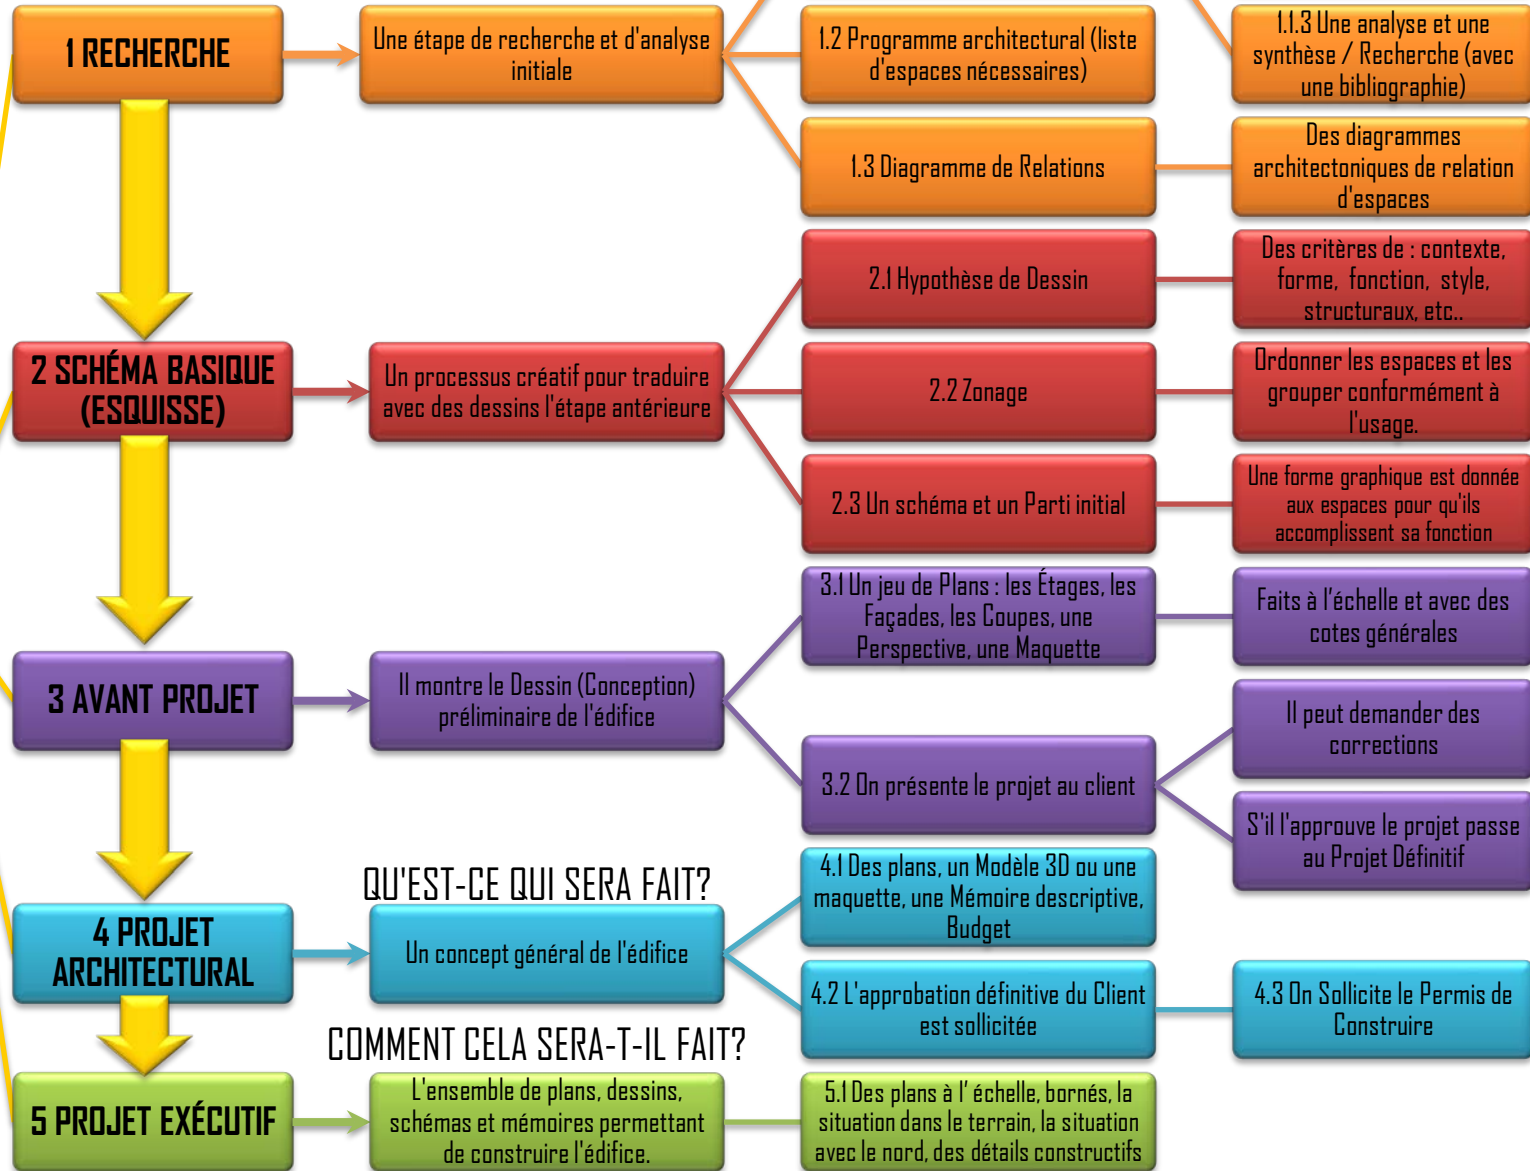 1 RECHERCHE
Une étape de recherche et d'analyse
initiale
1.2 Programme architectural (liste
d'espaces nécessaires)
1.1.3 Une analyse et une
synthèse / Recherche (avec
une bibliographie)
1.3 Diagramme de Relations
Des diagrammes
architectoniques de relation
d'espaces
2 SCHÉMA BASIQUE
(ESQUISSE)
Un processus créatif pour traduire
avec des dessins l'étape antérieure
2.1 Hypothèse de Dessin
Des critères de : contexte,
forme, fonction, style,
structuraux, etc..
2.2 Zonage
Ordonner les espaces et les
grouper conformément à
l'usage.
2.3 Un schéma et un Parti initial
Une forme graphique est donnée
aux espaces pour qu'ils
accomplissent sa fonction
3 AVANT PROJET
Il montre le Dessin (Conception)
préliminaire de l'édifice
3.1 Un jeu de Plans : les Étages, les
Façades, les Coupes, une
Perspective, une Maquette
Faits à l'échelle et avec des
cotes générales
3.2 On présente le projet au client
Il peut demander des
corrections
S'il l'approuve le projet passe
au Projet Définitif
4 PROJET
ARCHITECTURAL
QU'EST-CE QUI SERA FAIT?
Un concept général de l'édifice
4.1 Des plans, un Modèle 3D ou une
maquette, une Mémoire descriptive,
Budget
4.2 L'approbation définitive du Client
est sollicitée
4.3 On Sollicite le Permis de
Construire
COMMENT CELA SERA-T-IL FAIT?
5 PROJET EXÉCUTIF
L'ensemble de plans, dessins,
schémas et mémoires permettant
de construire l'édifice.
5.1 Des plans à l' échelle, bornés, la
situation dans le terrain, la situation
avec le nord, des détails constructifs